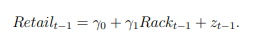 Retail_{t−1} = γ_0 + γ_1 Rack_{t−1} + z_{t−1}.